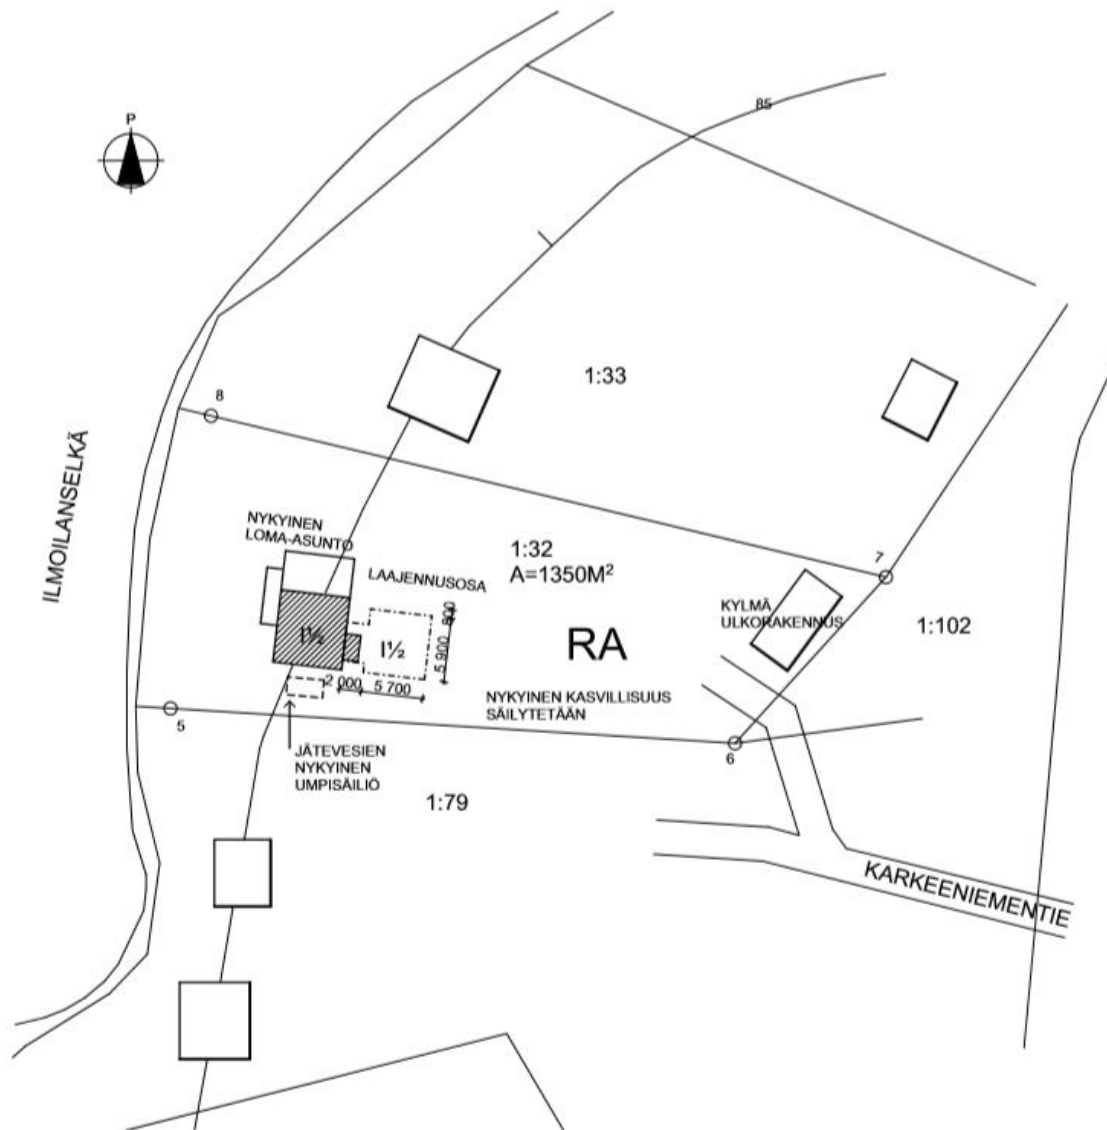 P
85
1:33
8
ILMOILANSELKÄ
NYKYINEN
LOMA-ASUNTO
LAAJENNUSOSA
1:32
A=1350M²
7
KYLMÄ
ULKORAKENNUS
1:102
I½
I½
600
5 900
RA
2 000
5 700
NYKYINEN KASVILLISUUS
SÄILYTETÄÄN
5
6
JÄTEVESIEN
NYKYINEN
UMPISÄILIÖ
1:79
KARKEENIEMENTIE